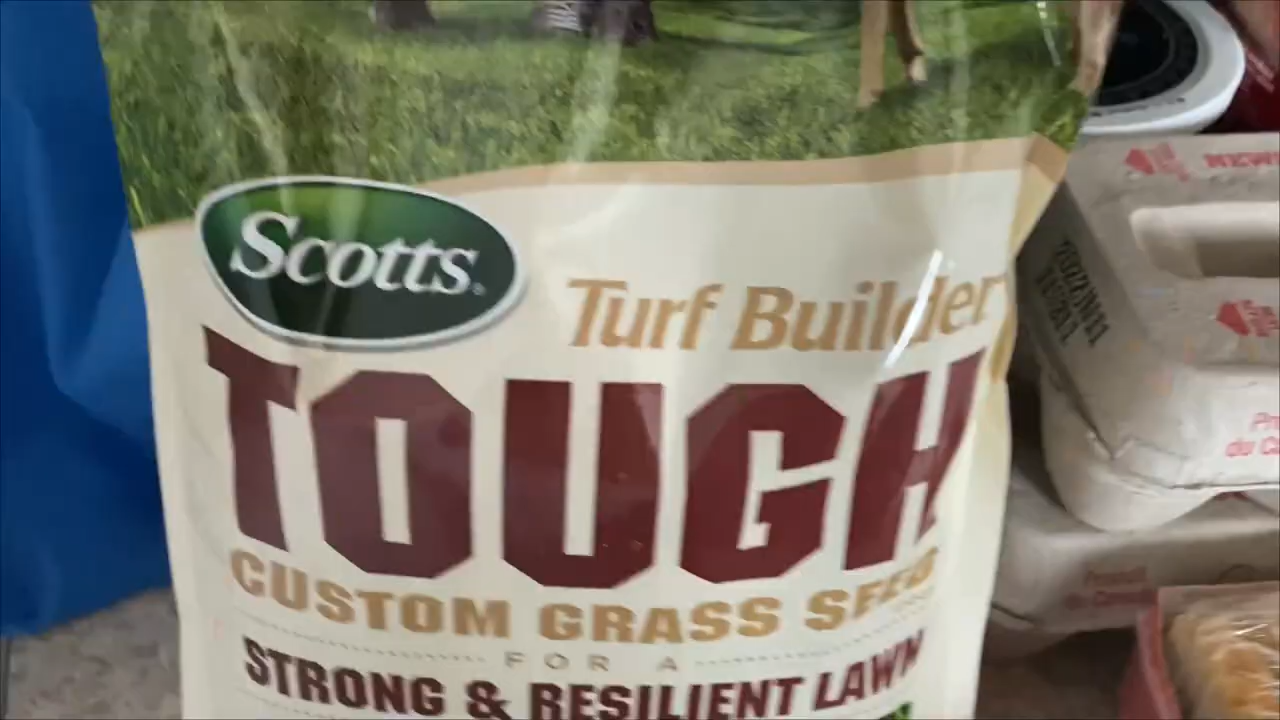 Scotts.
Turf Builder
TOUGH
CUSTOM GRASS SEED
FOR A
STRONG & RESILIENT LAWN